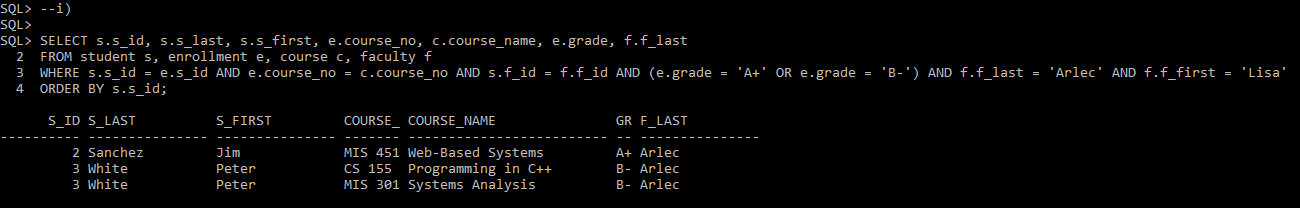 SQL> --i)
SQL>
SQL> SELECT s.s_id, s.s_last, s.s_first, e.course_no, c.course_name, e.grade, f.f_last
  2  FROM student s, enrollment e, course c, faculty f
  3  WHERE s.s_id = e.s_id AND e.course_no = c.course_no AND s.f_id = f.f_id AND (e.grade = 'A+' OR e.grade = 'B-') AND f.f_last = 'Arlec' AND f.f_first = 'Lisa'
  4  ORDER BY s.s_id;

      S_ID S_LAST          S_FIRST         COURSE_ COURSE_NAME               GR F_LAST
---------- --------------- --------------- ------- ------------------------- -- ---------------
         2 Sanchez         Jim             MIS 451 Web-Based Systems         A+ Arlec
         3 White           Peter           CS 155  Programming in C++        B- Arlec
         3 White           Peter           MIS 301 Systems Analysis          B- Arlec